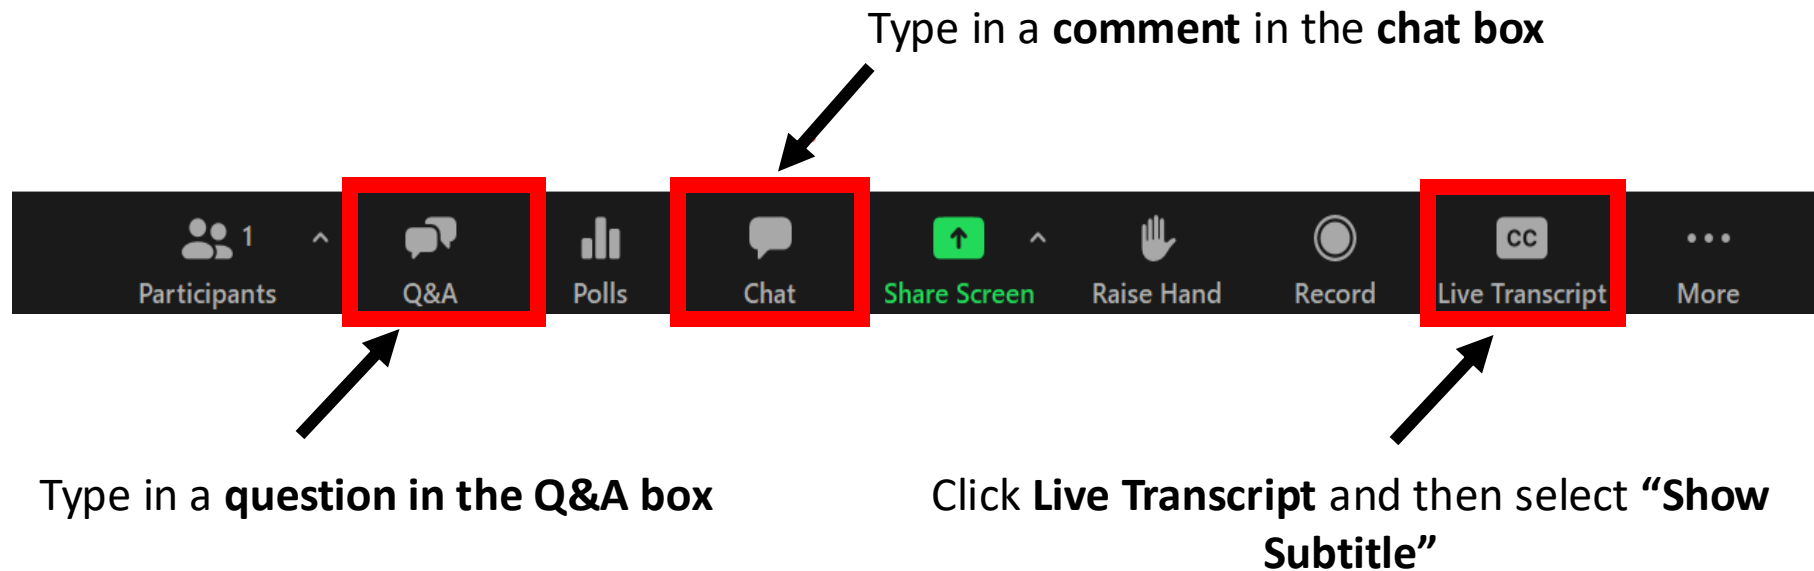 Type in a comment in the chat box
1
Participants
Q&A
Polls
Chat
Share Screen
Raise Hand
Record
CC
Live Transcript
More
Type in a question in the Q&A box
Click Live Transcript and then select “Show
Subtitle”